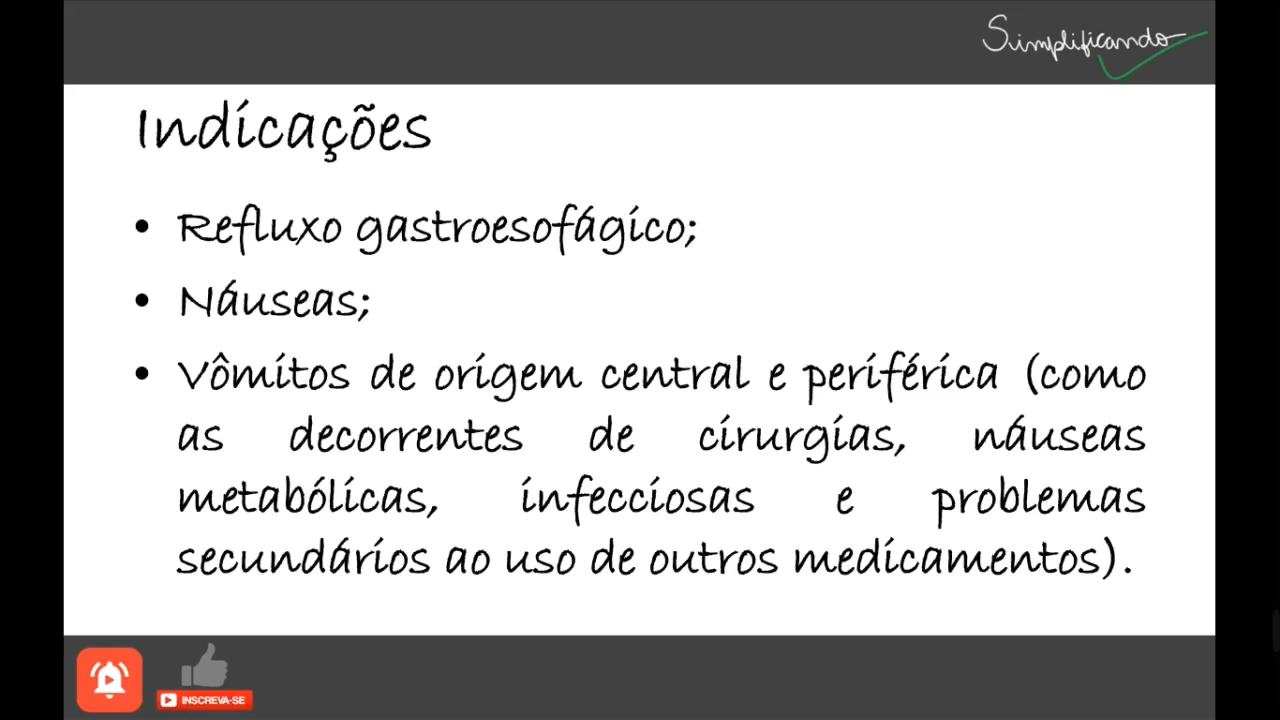 Simplificando
Indicações
• Refluxo gastroesofágico;
• Náuseas;
• Vômitos de origem central e periférica (como
as decorrentes de cirurgias, náuseas
metabólicas, infecciosas e problemas
secundários ao uso de outros medicamentos).
INSCREVA-SE